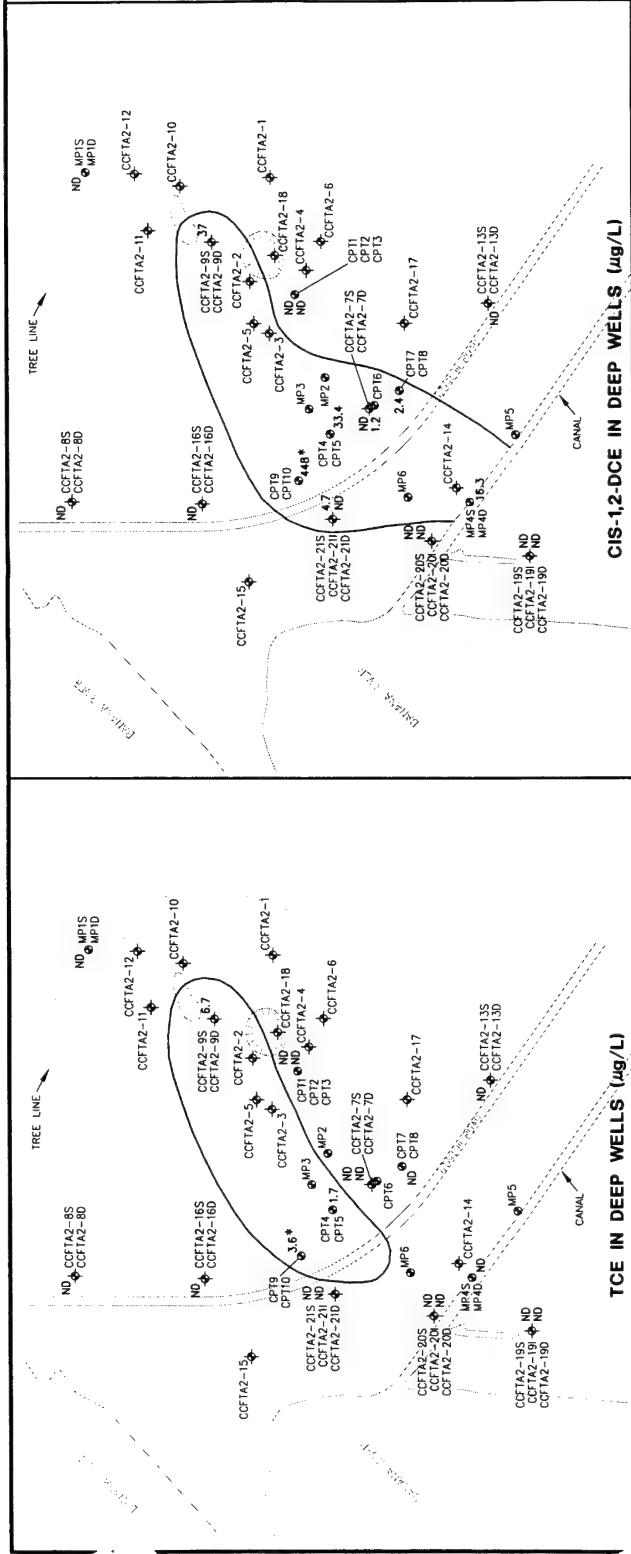 TREE LINE
ND MP1S
MP1D
CCFTA2-12
CCFTA2-10
CCFTA2-11
ND CCFTA2-8S
CCFTA2-8D
ND CCFTA2-16S
CCFTA2-16D
6.7
CCFTA2-9S
CCFTA2-9D
CCFTA2-2
CCFTA2-1
CCFTA2-18
CCFTA2-5
CCFTA2-3
ND
ND
CCFTA2-4
CCFTA2-6
CPT1
CPT2
CPT3
CCFTA2-15
CPT9
CPT10
3.6*
MP3
MP2
CPT4
CPT5
1.7
CCFTA2-21S ND
CCFTA2-21I ND
CCFTA2-21D
CCFTA2-7S
CCFTA2-7D
ND
ND
CPT6
CPT7
ND CPT8
CCFTA2-17
MP6
CCFTA2-14
MP4S ND
MP4D ND
CCFTA2-20S ND
CCFTA2-20I ND
CCFTA2-20D
CCFTA2-13S
ND CCFTA2-13D
MP5
CCFTA2-19S ND
CCFTA2-19I ND
CCFTA2-19D
CANAL
TCE IN DEEP WELLS (µg/L)
TREE LINE
ND MP1S
MP1D
CCFTA2-12
CCFTA2-10
CCFTA2-11
ND CCFTA2-8S
CCFTA2-8D
ND CCFTA2-16S
CCFTA2-16D
37
CCFTA2-9S
CCFTA2-9D
CCFTA2-2
CCFTA2-1
CCFTA2-18
CCFTA2-5
CCFTA2-3
CCFTA2-4
CCFTA2-6
ND
ND
CPT1
CPT2
CPT3
BANANA RIVER
CCFTA2-15
CPT9
CPT10
448*
MP3
MP2
CPT4
CPT5
33.4
CCFTA2-21S 4.7
CCFTA2-21I ND
CCFTA2-21D
CCFTA2-7S
CCFTA2-7D
ND
1.2
CPT6
CPT7
2.4 CPT8
CCFTA2-17
MP6
CCFTA2-14
MP4S
MP4D 16.3
CCFTA2-20S ND
CCFTA2-20I ND
CCFTA2-20D
CCFTA2-13S
ND CCFTA2-13D
MP5
CCFTA2-19S ND
CCFTA2-19I ND
CCFTA2-19D
CANAL
CIS-1,2-DCE IN DEEP WELLS (µg/L)